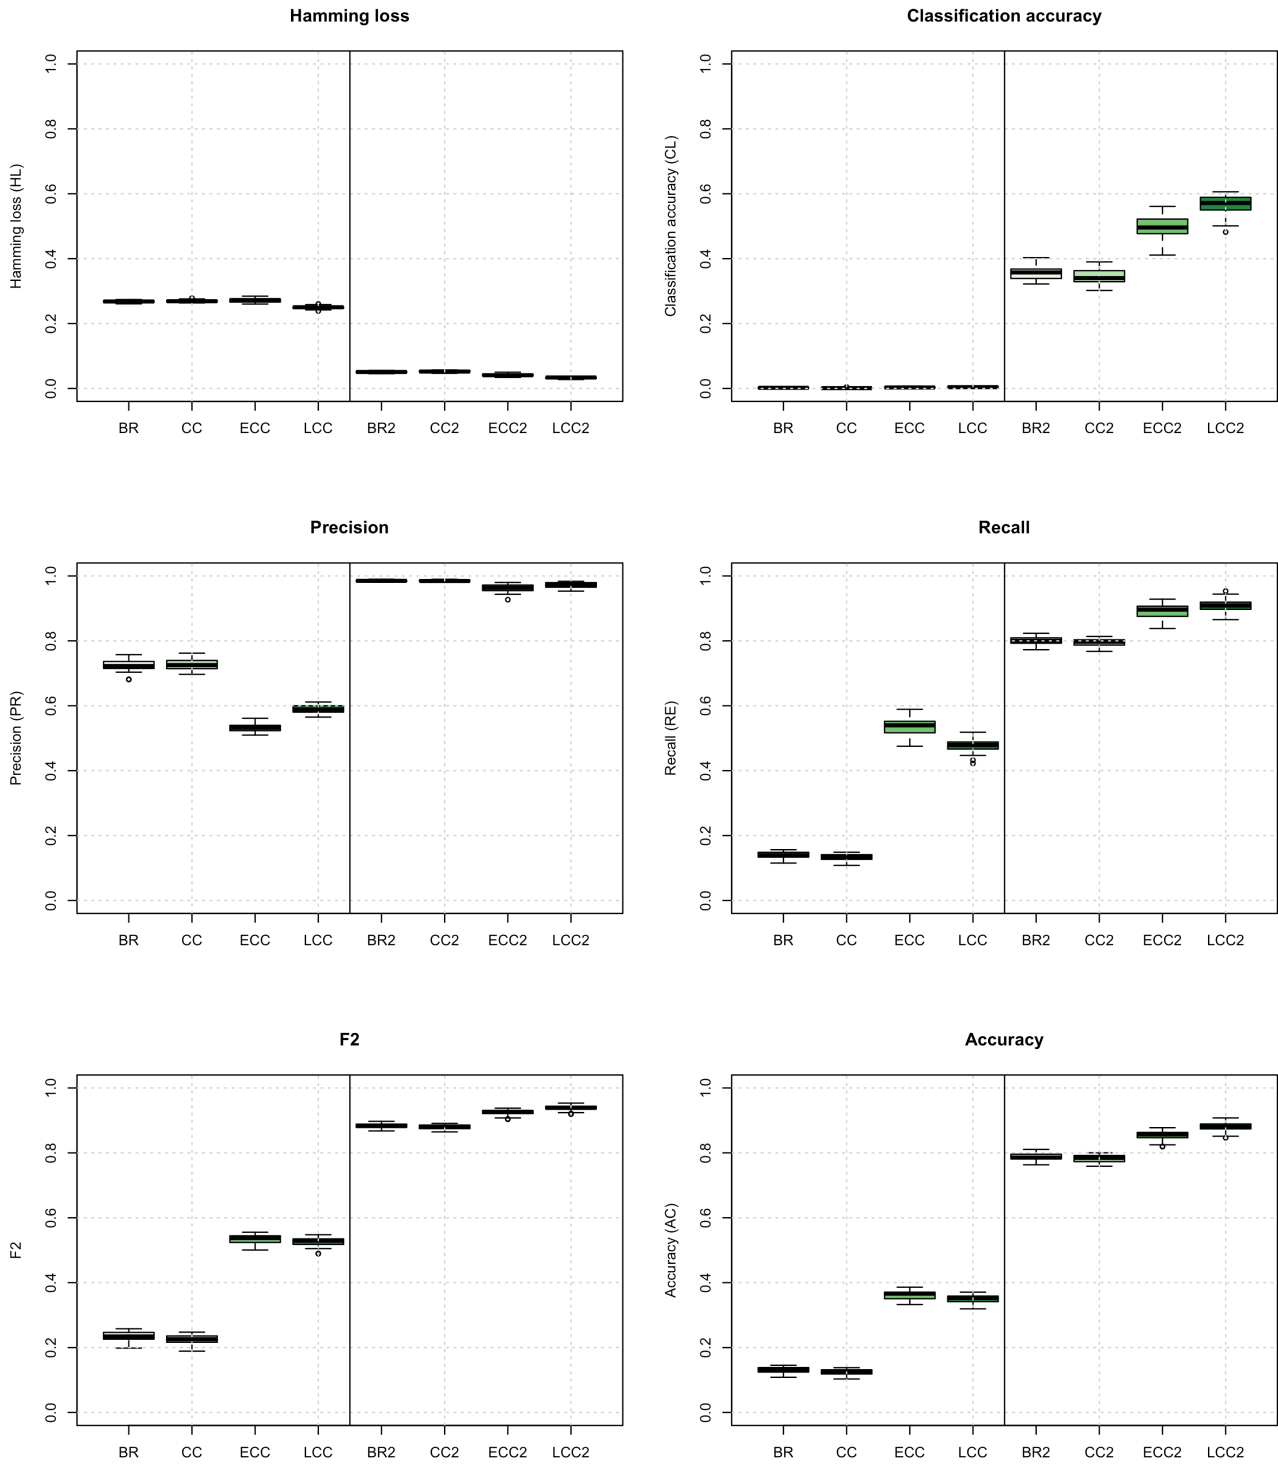 Hamming loss
Hamming loss (HL)
1.0
0.8
0.6
0.4
0.2
0.0
BR CC ECC LCC BR2 CC2 ECC2 LCC2
Classification accuracy
Classification accuracy (CL)
1.0
0.8
0.6
0.4
0.2
0.0
BR CC ECC LCC BR2 CC2 ECC2 LCC2
Precision
Precision (PR)
1.0
0.8
0.6
0.4
0.2
0.0
BR CC ECC LCC BR2 CC2 ECC2 LCC2
Recall
Recall (RE)
1.0
0.8
0.6
0.4
0.2
0.0
BR CC ECC LCC BR2 CC2 ECC2 LCC2
F2
F2
1.0
0.8
0.6
0.4
0.2
0.0
BR CC ECC LCC BR2 CC2 ECC2 LCC2
Accuracy
Accuracy (AC)
1.0
0.8
0.6
0.4
0.2
0.0
BR CC ECC LCC BR2 CC2 ECC2 LCC2